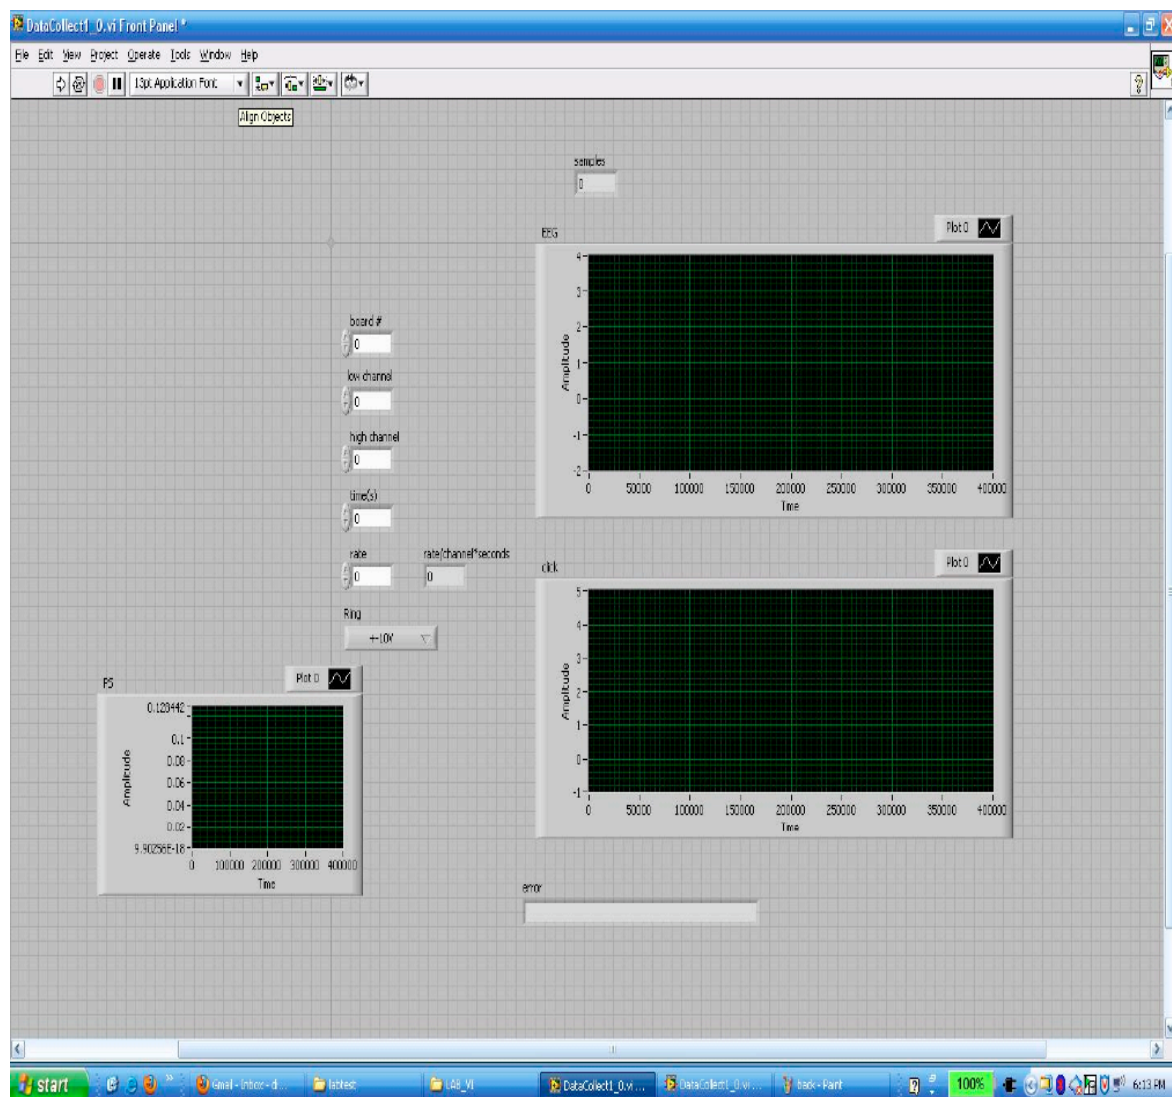 DataCollect1_0.vi Front Panel *
File Edit View Project Operate Tools Window Help
13pt Application Font
Align Objects
samples
0
EEG
Plot 0
4
3
2
1
0
-1
-2
Amplitude
0 50000 100000 150000 200000 250000 300000 350000 400000
Time
board #
0
low channel
0
high channel
0
time(s)
0
rate
0
rate/channel*seconds
0
Ring
+-10V
click
Plot 0
5
4
3
2
1
0
-1
Amplitude
0 50000 100000 150000 200000 250000 300000 350000 400000
Time
PS
Plot 0
0.128442
0.1
0.08
0.06
0.04
0.02
9.90256E-18
Amplitude
0 100000 200000 300000 400000
Time
error
start
Gmail - Inbox - d...
labtest
LAB_VI
DataCollect1_0.vi ...
DataCollect1_0.vi ...
back - Paint
100%
6:13 PM